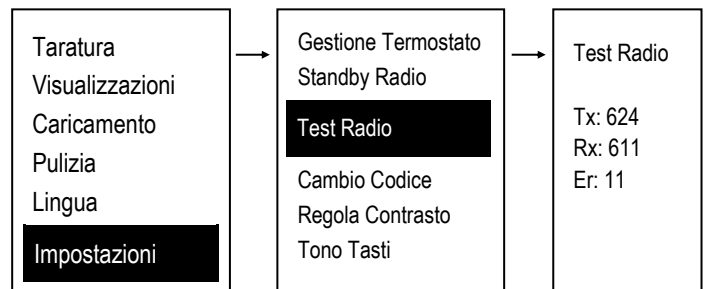 Taratura
Visualizzazioni
Caricamento
Pulizia
Lingua
Impostazioni
Gestione Termostato
Standby Radio
Test Radio
Cambio Codice
Regola Contrasto
Tono Tasti
Test Radio
Tx: 624
Rx: 611
Er: 11